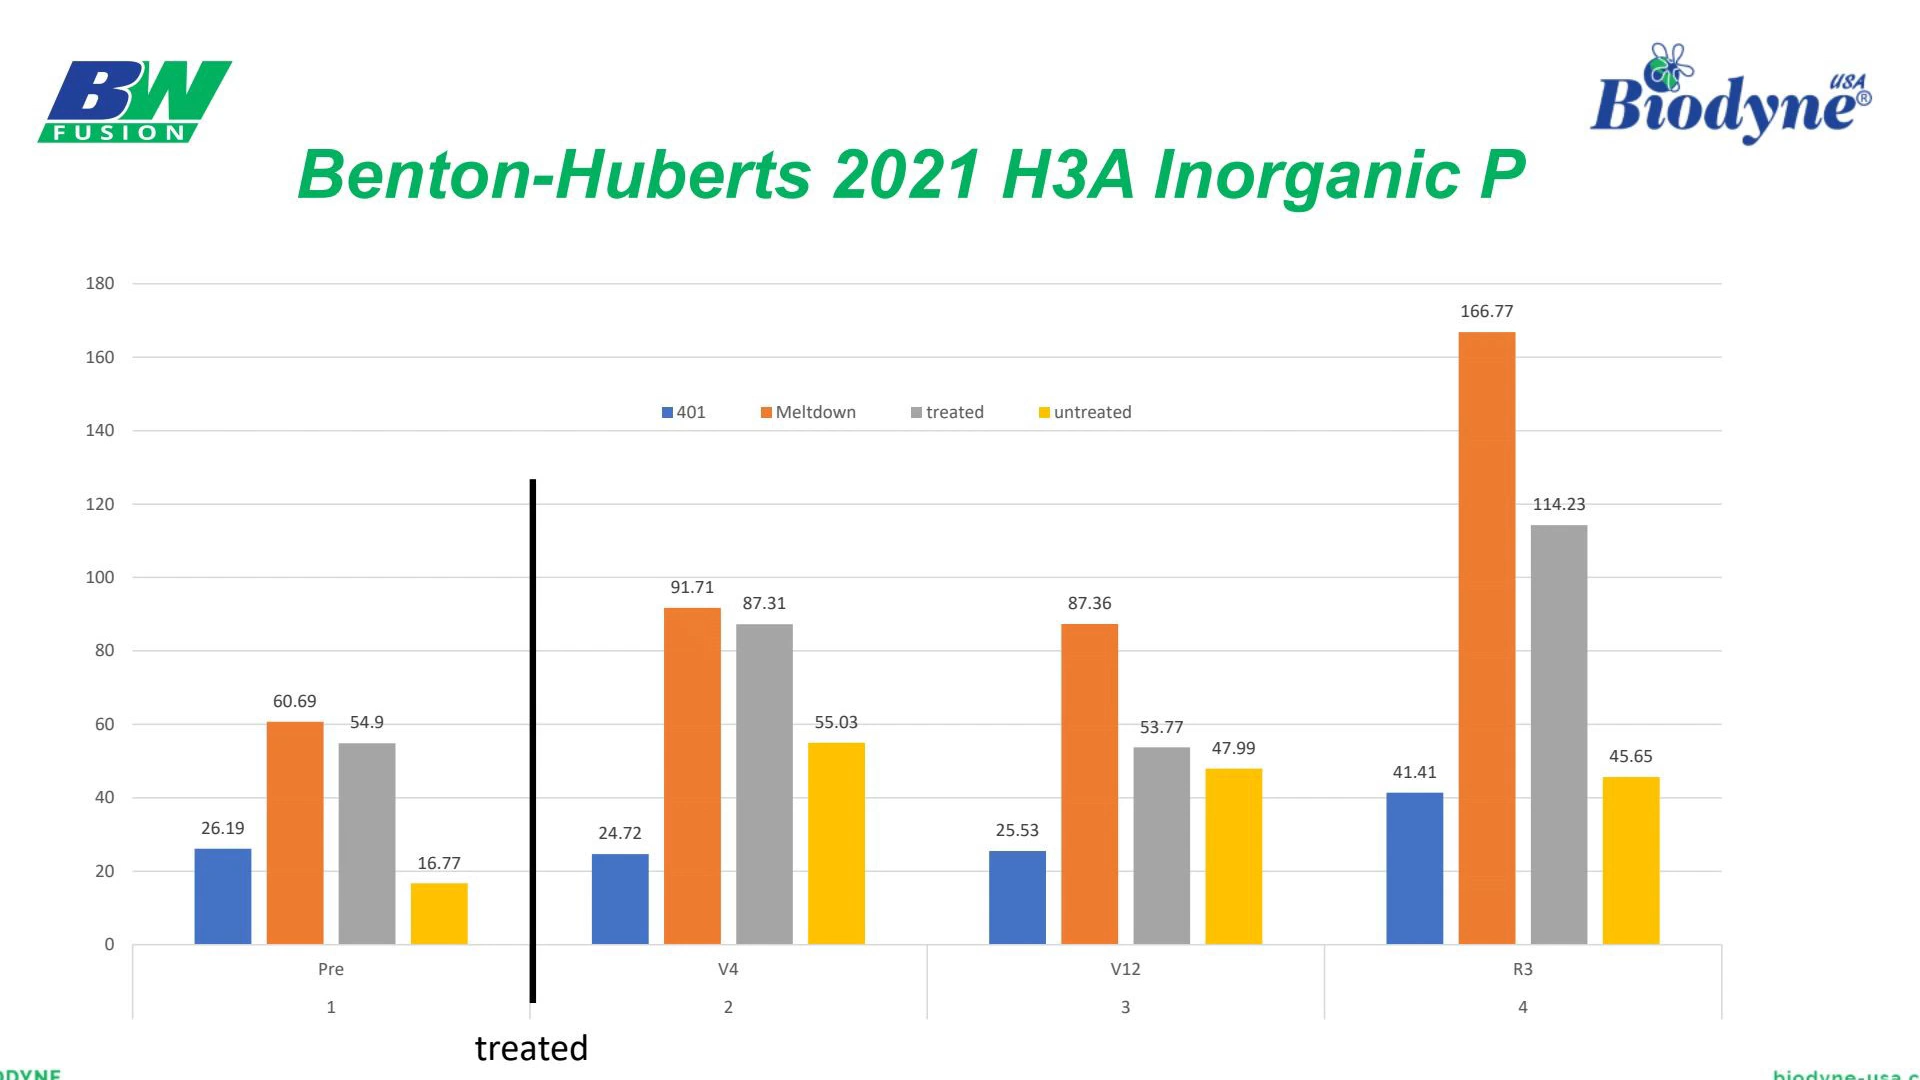 BW
FUSION
Biodyne® USA
Benton-Huberts 2021 H3A Inorganic P
180
160
140
120
100
80
60
40
20
0
401 Meltdown treated untreated
26.19 60.69 54.9 16.77
24.72 91.71 87.31 55.03
25.53 87.36 53.77 47.99
41.41 166.77 114.23 45.65
Pre V4 V12 R3
1 2 3 4
treated
ODYNE
biodyne-usa.c